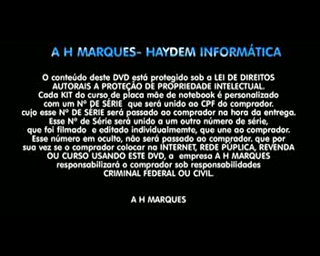 A H MARQUES- HAYDEM INFORMÁTICA
O conteúdo deste DVD está protegido sob a LEI DE DIREITOS
AUTORAIS A PROTEÇÃO DE PROPRIEDADE INTELECTUAL.
Cada KIT do curso de placa mãe de notebook é personalizado
com um Nº DE SÉRIE que será unido ao CPF do comprador.
cujo esse Nº DE SÉRIE será passado ao comprador na hora da entrega.
Esse Nº de Série será unido a um outro número de série,
que foi filmado e editado individualmente, que une ao comprador.
Esse número em oculto, não será passado ao comprador. que por
sua vez se o comprador colocar na INTERNET, REDE PÚPLICA, REVENDA
OU CURSO USANDO ESTE DVD, a empresa A H MARQUES
responsabilizará o comprador sob responsabilidades
CRIMINAL FEDERAL OU CIVIL.
A H MARQUES